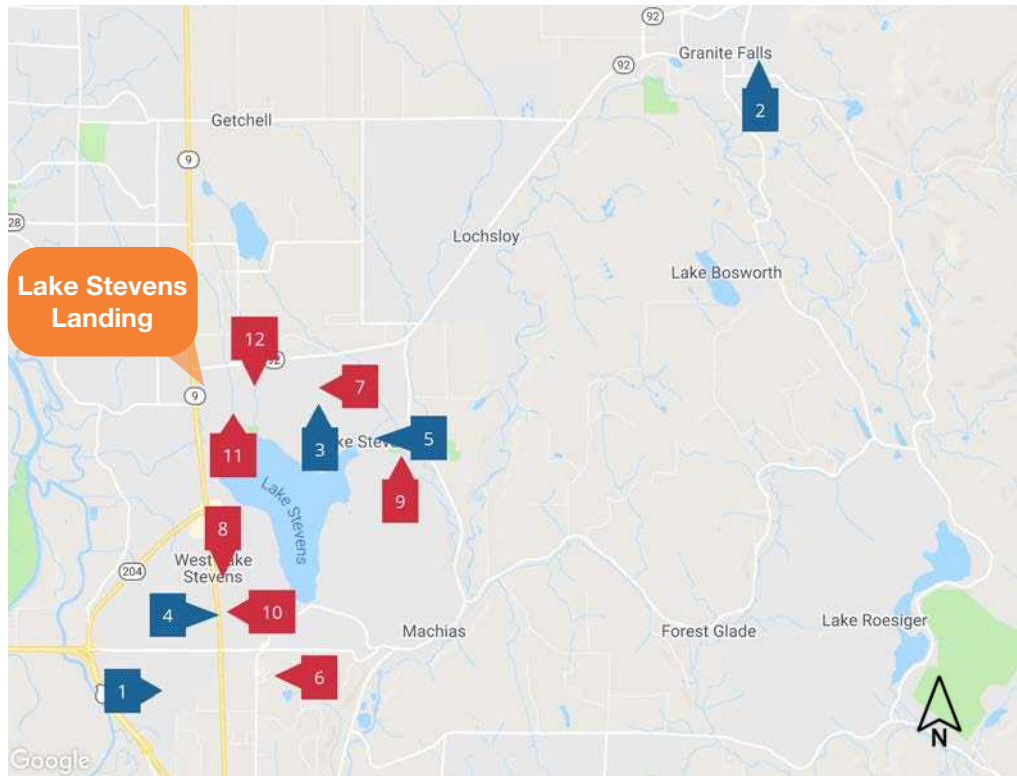 92
Granite Falls
92
2
Getchell
9
28
Lochsloy
Lake Bosworth
Lake Stevens
Landing
12
92
7
9
3
ke Steve
5
11
9
Lake Stevens
8
West Lake
Stevens
204
4
10
Machias
Forest Glade
Lake Roesiger
6
1
N
Google